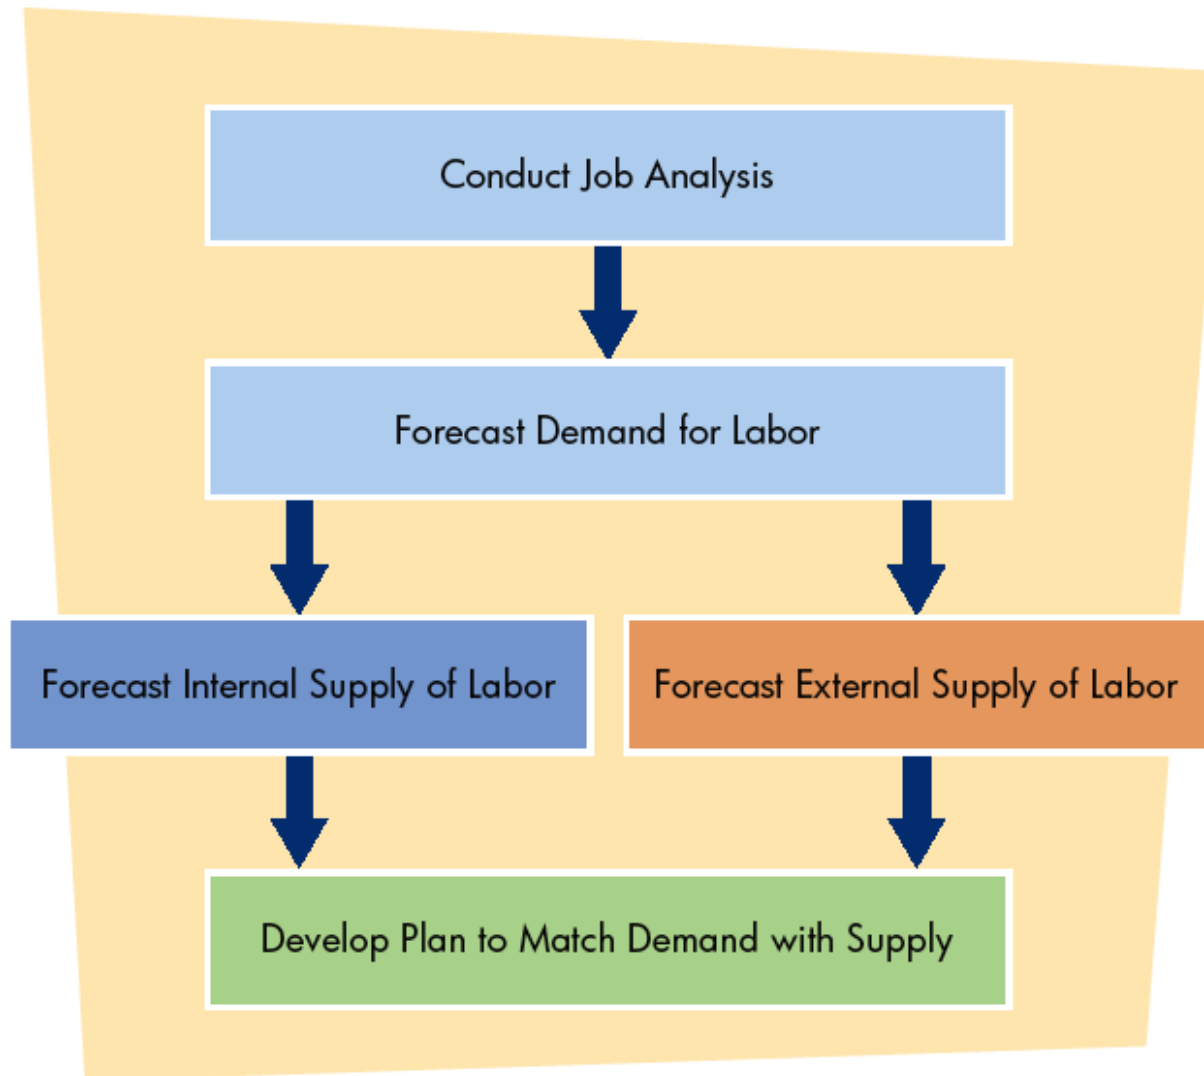 Conduct Job Analysis
Forecast Demand for Labor
Forecast Internal Supply of Labor
Forecast External Supply of Labor
Develop Plan to Match Demand with Supply